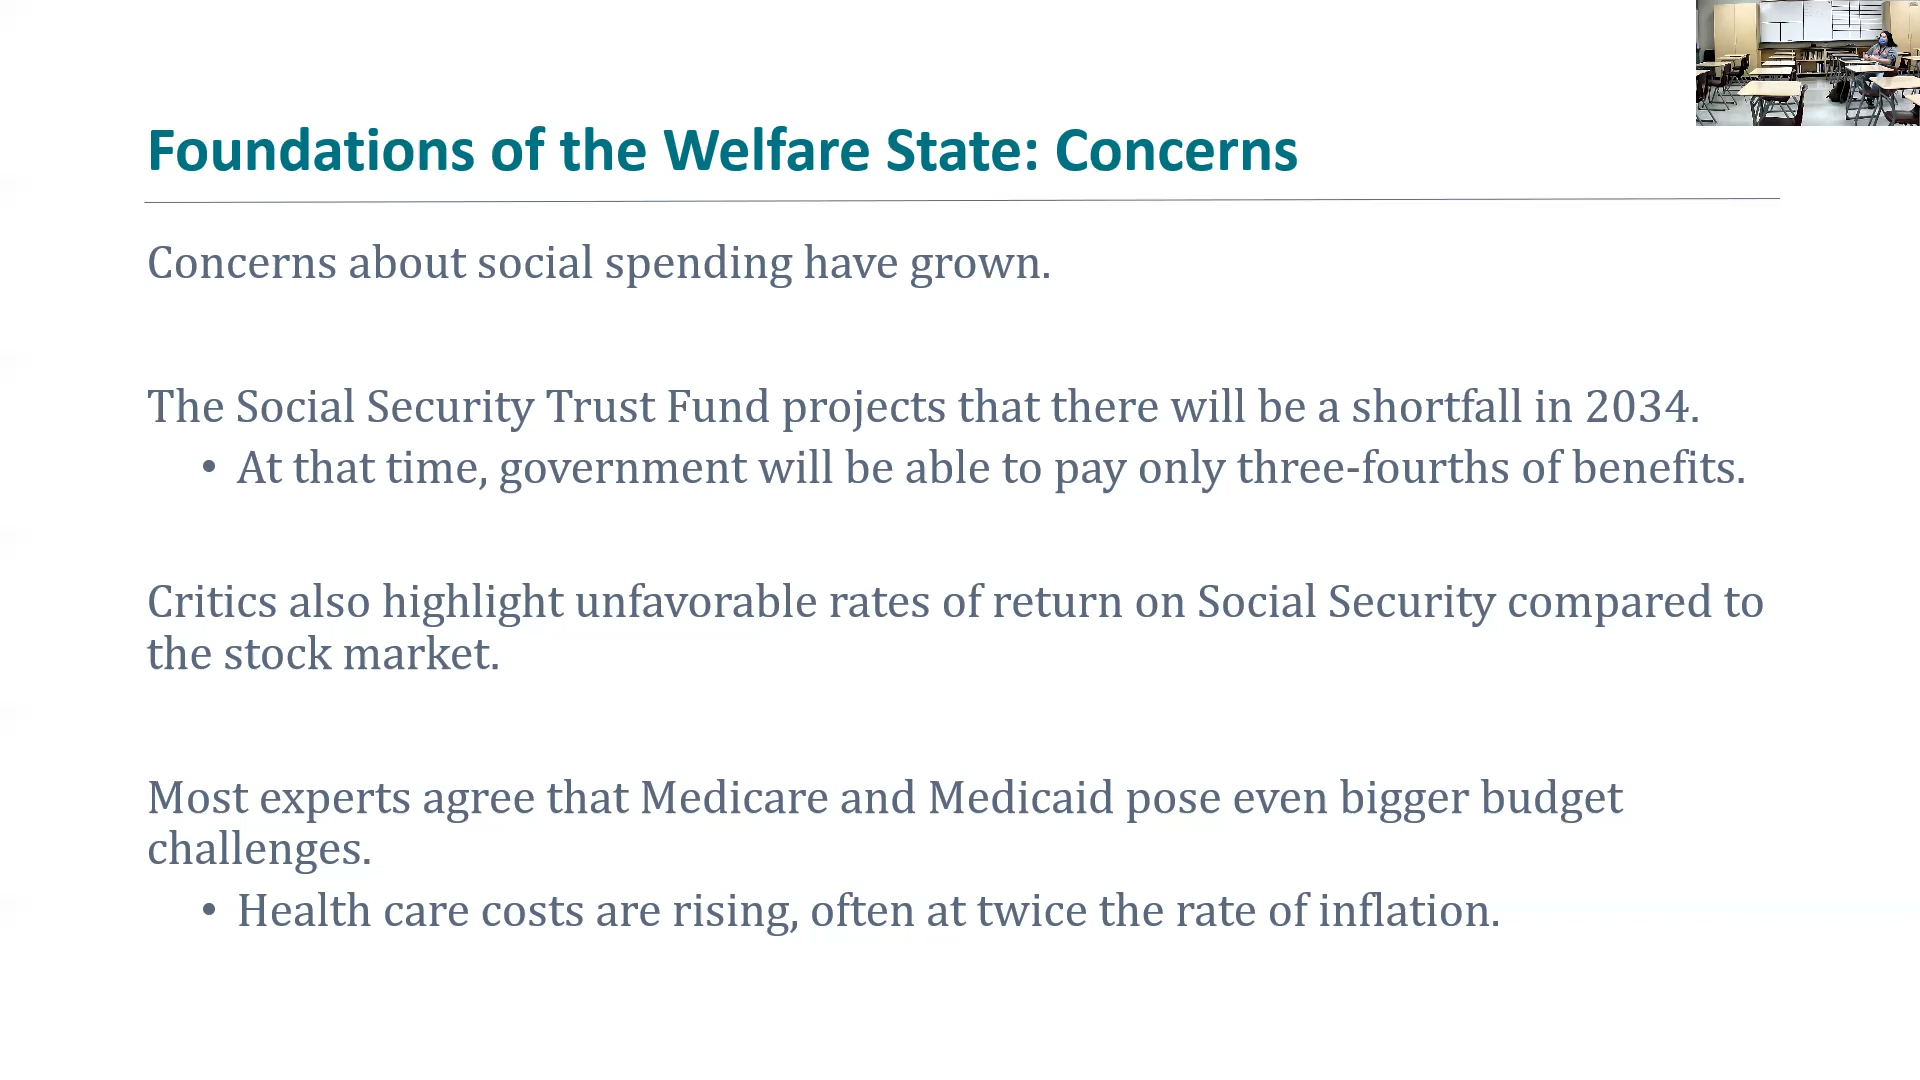 Foundations of the Welfare State: Concerns
Concerns about social spending have grown.
The Social Security Trust Fund projects that there will be a shortfall in 2034.
• At that time, government will be able to pay only three-fourths of benefits.
Critics also highlight unfavorable rates of return on Social Security compared to
the stock market.
Most experts agree that Medicare and Medicaid pose even bigger budget
challenges.
• Health care costs are rising, often at twice the rate of inflation.